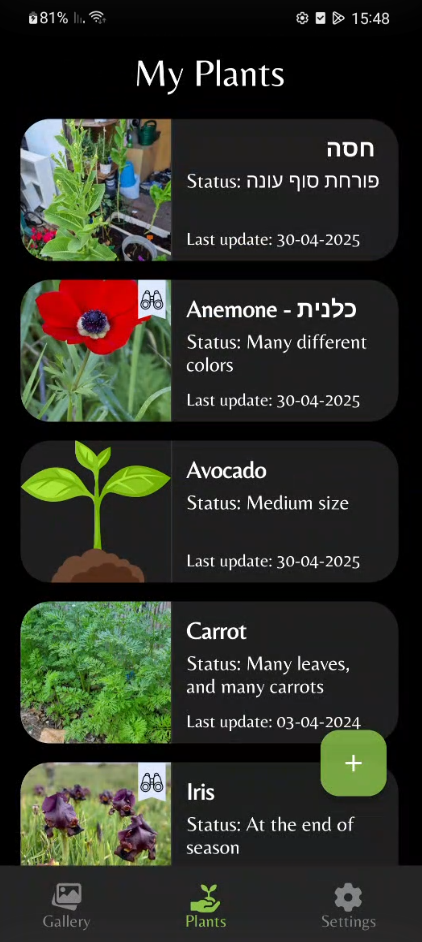 81%
15:48
My Plants
חסה
Status: פורחת סוף עונה
Last update: 30-04-2025
Anemone - כלנית
Status: Many different
colors
Last update: 30-04-2025
Avocado
Status: Medium size
Last update: 30-04-2025
Carrot
Status: Many leaves,
and many carrots
Last update: 03-04-2024
+
Iris
Status: At the end of
season
Gallery
Plants
Settings